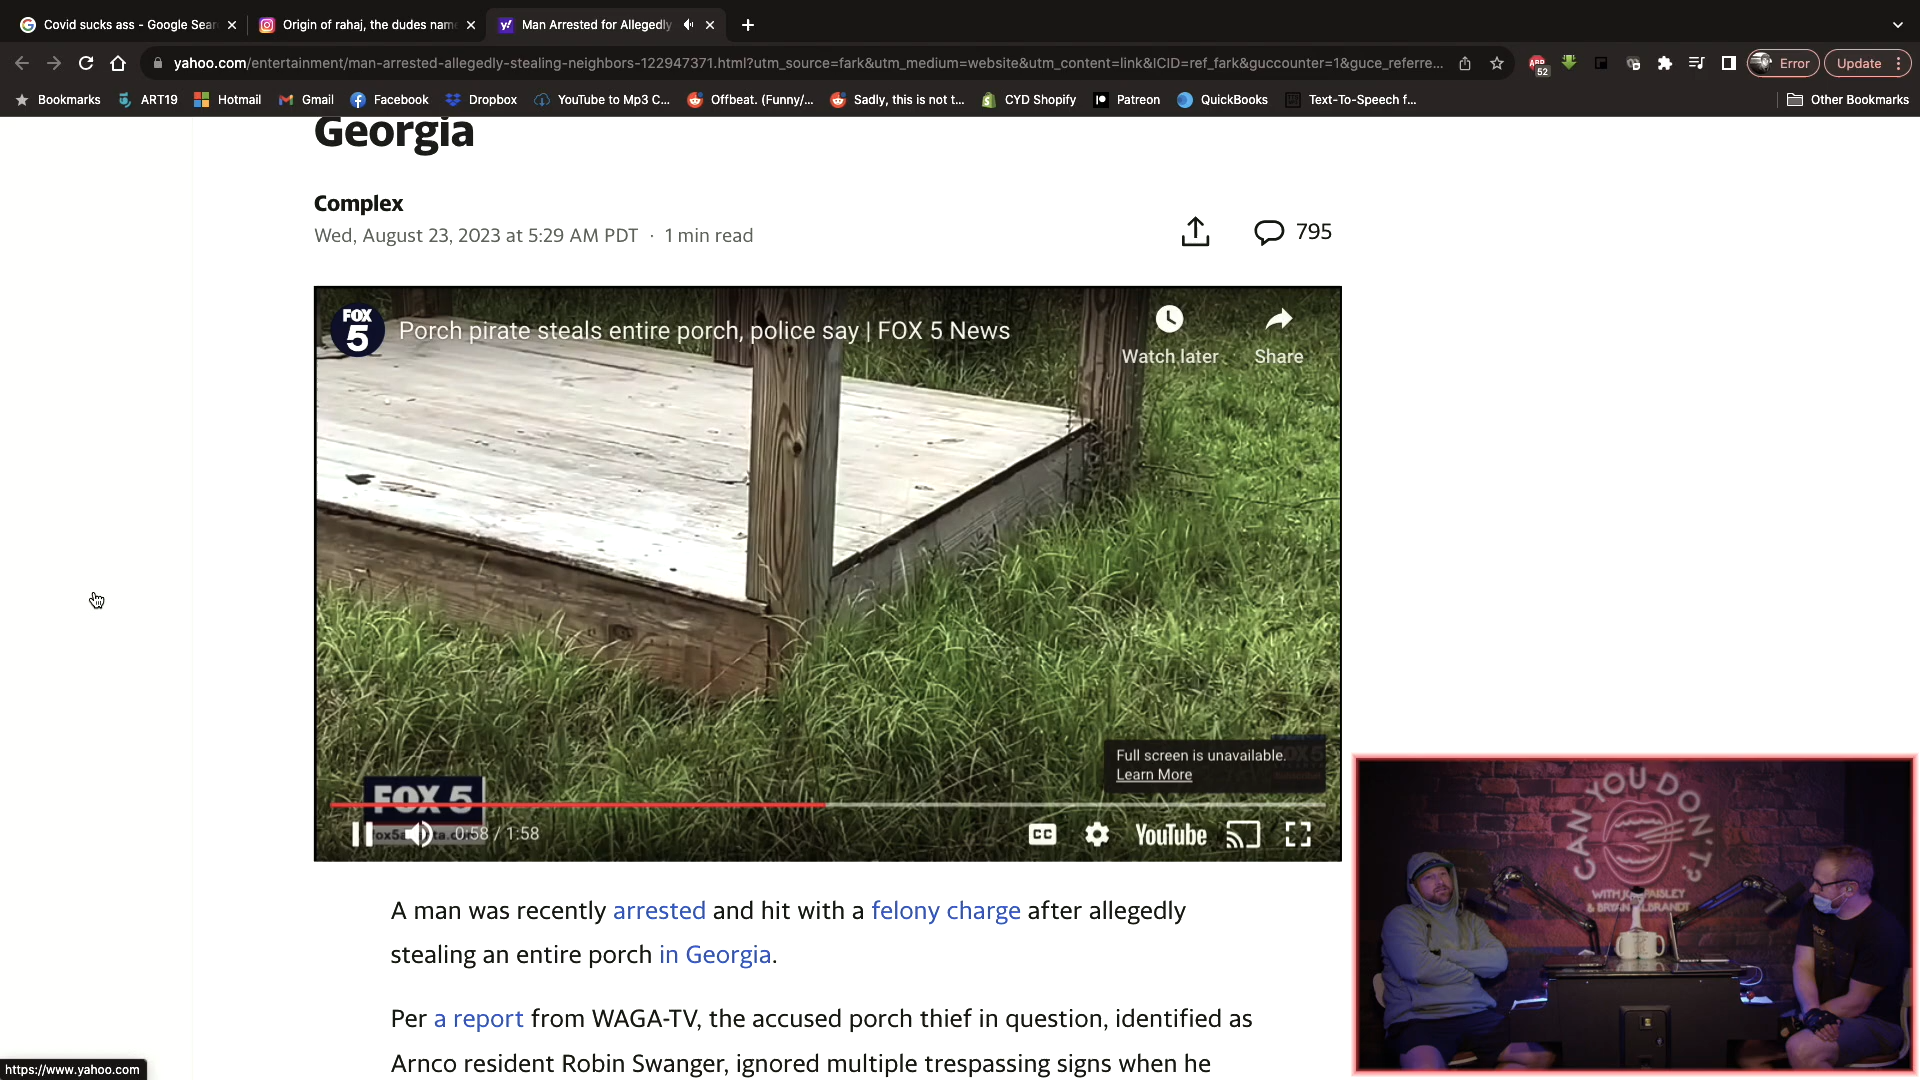 Covid sucks ass - Google Sear
Origin of rahaj, the dudes name
Man Arrested for Allegedly
yahoo.com/entertainment/man-arrested-allegedly-stealing-neighbors-122947371.html?utm_source=fark&utm_medium=website&utm_content=link&ICID=ref_fark&guccounter=1&guce_referre...
52
Error
Update
Bookmarks
ART19
Hotmail
Gmail
Facebook
Dropbox
YouTube to Mp3 C...
Offbeat. (Funny/...
Sadly, this is not t...
CYD Shopify
Patreon
QuickBooks
Text-To-Speech f...
Other Bookmarks
Georgia
Complex
Wed, August 23, 2023 at 5:29 AM PDT · 1 min read
795
FOX 5
Porch pirate steals entire porch, police say | FOX 5 News
Watch later
Share
Full screen is unavailable.
Learn More
FOX 5
0:58 / 1:58
CC
YouTube
A man was recently arrested and hit with a felony charge after allegedly
stealing an entire porch in Georgia.
Per a report from WAGA-TV, the accused porch thief in question, identified as
Arnco resident Robin Swanger, ignored multiple trespassing signs when he
CAN YOU DON'T?
https://www.yahoo.com